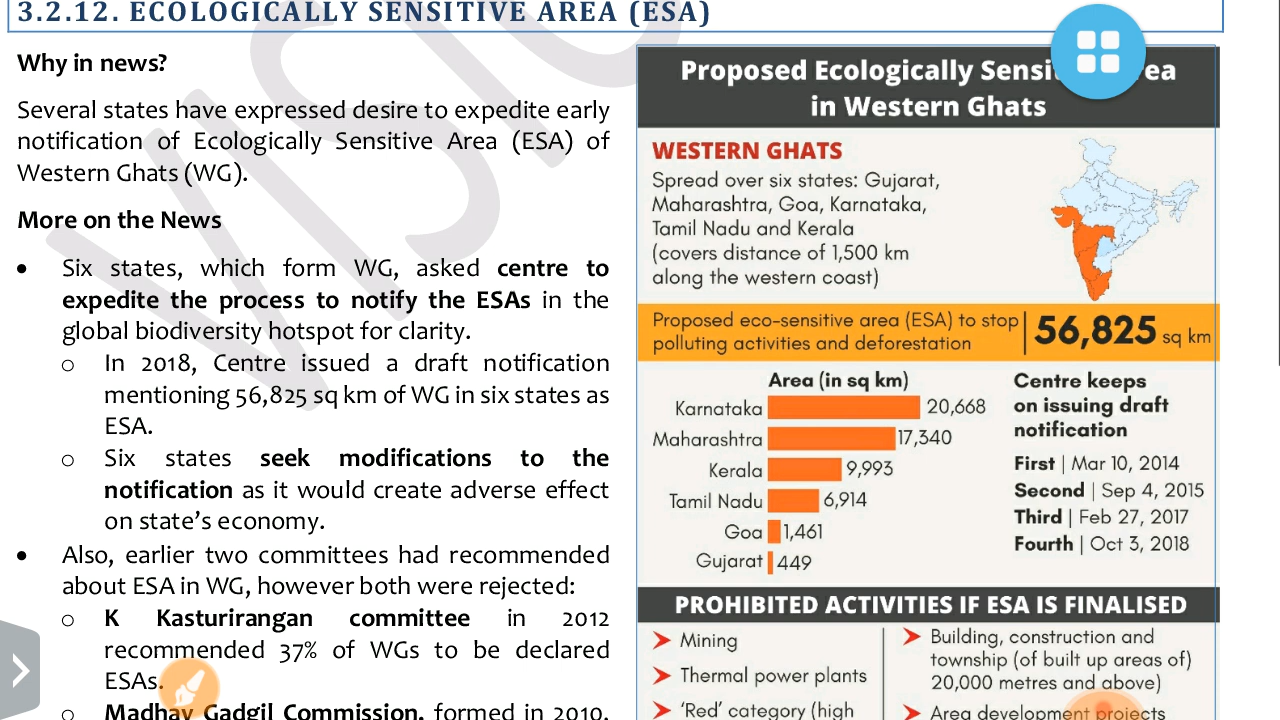 3.2.12. ECOLOGICALLY SENSITIVE AREA (ESA)
Why in news?
Several states have expressed desire to expedite early
notification of Ecologically Sensitive Area (ESA) of
Western Ghats (WG).
More on the News
• Six states, which form WG, asked centre to
expedite the process to notify the ESAs in the
global biodiversity hotspot for clarity.
o In 2018, Centre issued a draft notification
mentioning 56,825 sq km of WG in six states as
ESA.
o Six states seek modifications to the
notification as it would create adverse effect
on state's economy.
• Also, earlier two committees had recommended
about ESA in WG, however both were rejected:
o K Kasturirangan committee in 2012
recommended 37% of WGs to be declared
ESAs.
o Madhav Gadgil Commission, formed in 2010,
Proposed Ecologically
in Western Ghats
WESTERN GHATS
Spread over six states: Gujarat,
Maharashtra, Goa, Karnataka,
Tamil Nadu and Kerala
(covers distance of 1,500 km
along the western coast)
Proposed eco-sensitive area (ESA) to stop
polluting activities and deforestation
56,825 sq km
Area (in sq km)
Karnataka 20,668
Maharashtra 17,340
Kerala 9,993
Tamil Nadu 6,914
Goa 1,461
Gujarat 449
Centre keeps
on issuing draft
notification
First | Mar 10, 2014
Second | Sep 4, 2015
Third | Feb 27, 2017
Fourth | Oct 3, 2018
PROHIBITED ACTIVITIES IF ESA IS FINALISED
Mining
Thermal power plants
'Red' category (high
Building, construction and
township (of built up areas of)
20,000 metres and above)
Area development projects